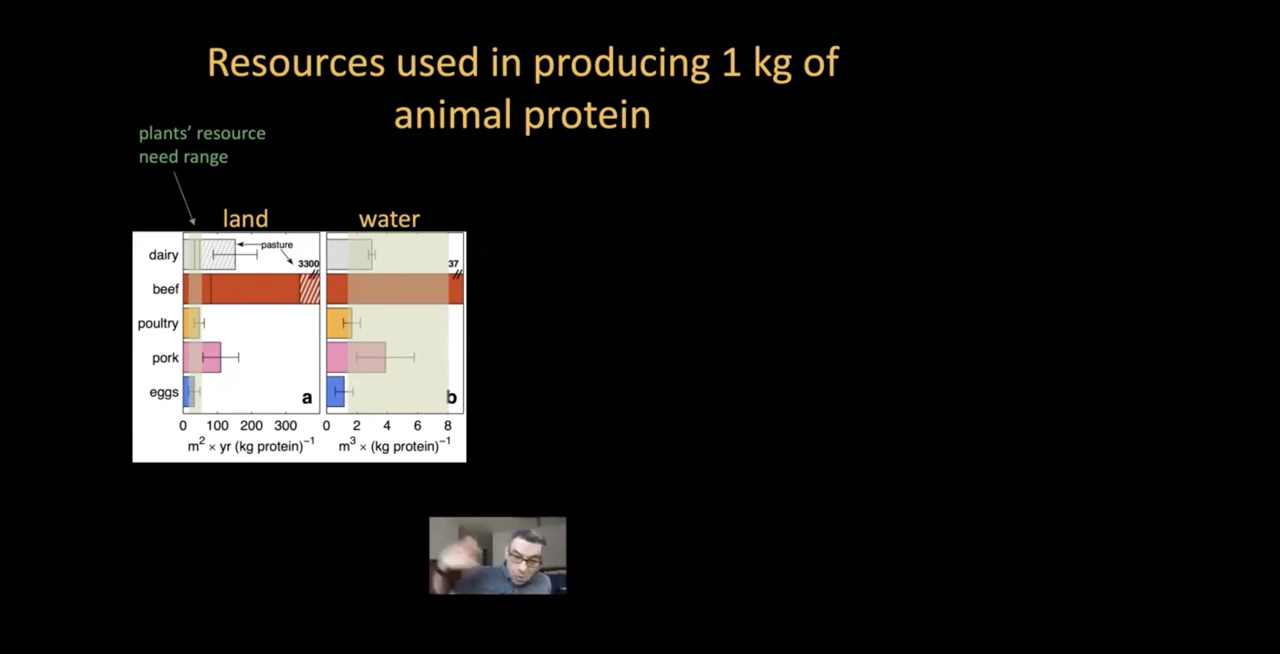 Resources used in producing 1 kg of
animal protein
plants’ resource
need range
land
water
dairy
beef
poultry
pork
eggs
pasture
3300
37
a
b
0 100 200 300
0 2 4 6 8
m² × yr (kg protein)⁻¹
m³ × (kg protein)⁻¹